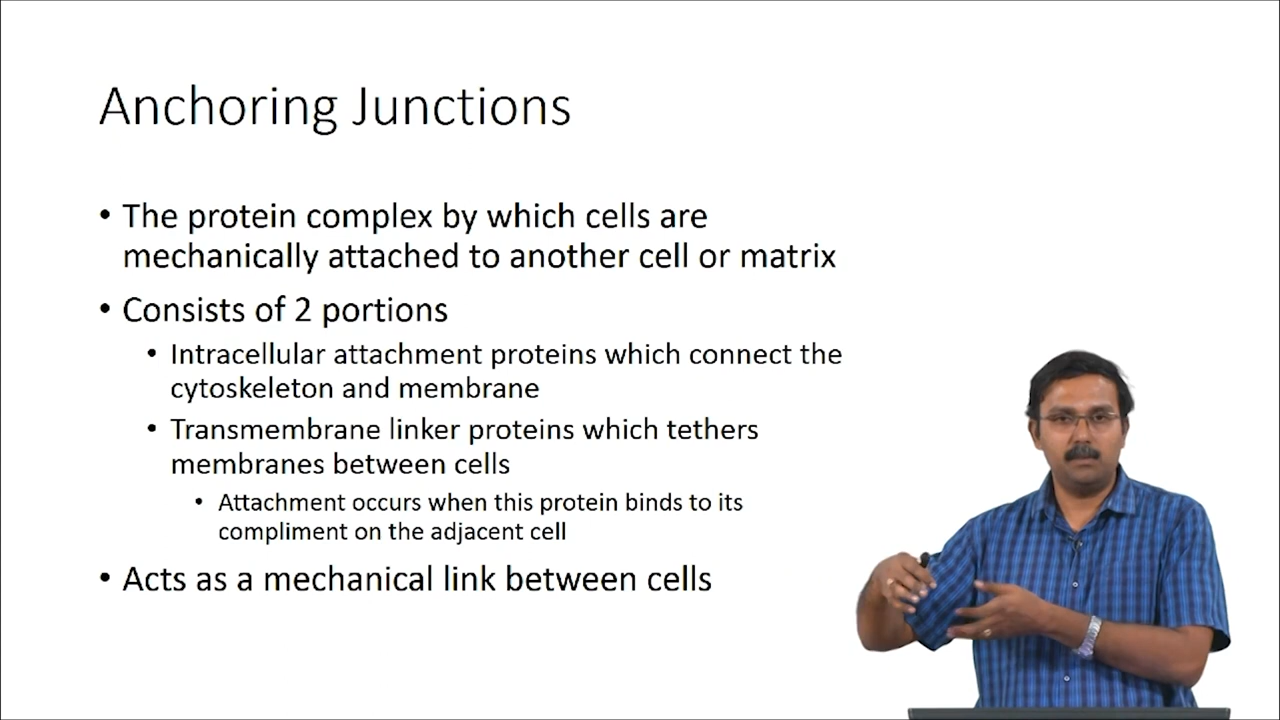 Anchoring Junctions
• The protein complex by which cells are
mechanically attached to another cell or matrix
• Consists of 2 portions
• Intracellular attachment proteins which connect the
cytoskeleton and membrane
• Transmembrane linker proteins which tethers
membranes between cells
• Attachment occurs when this protein binds to its
compliment on the adjacent cell
• Acts as a mechanical link between cells